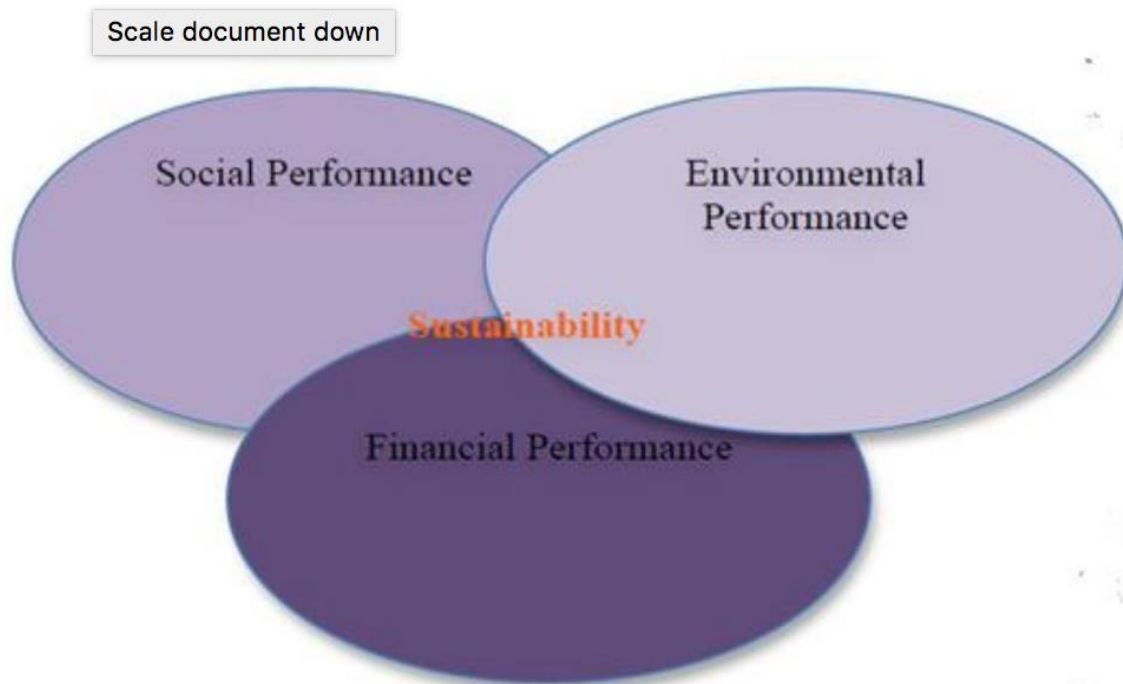 Scale document down
Social Performance
Environmental
Performance
Sustainability
Financial Performance